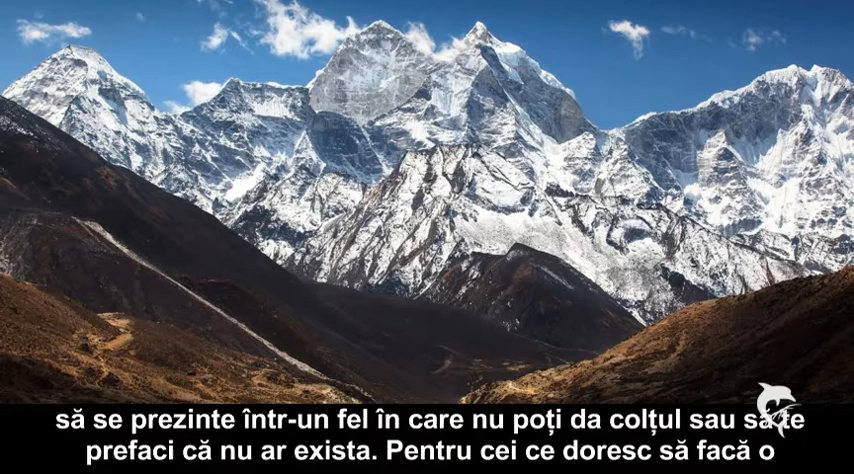 să se prezinte într-un fel în care nu poți da colțul sau să te
prefaci că nu ar exista. Pentru cei ce doresc să facă o